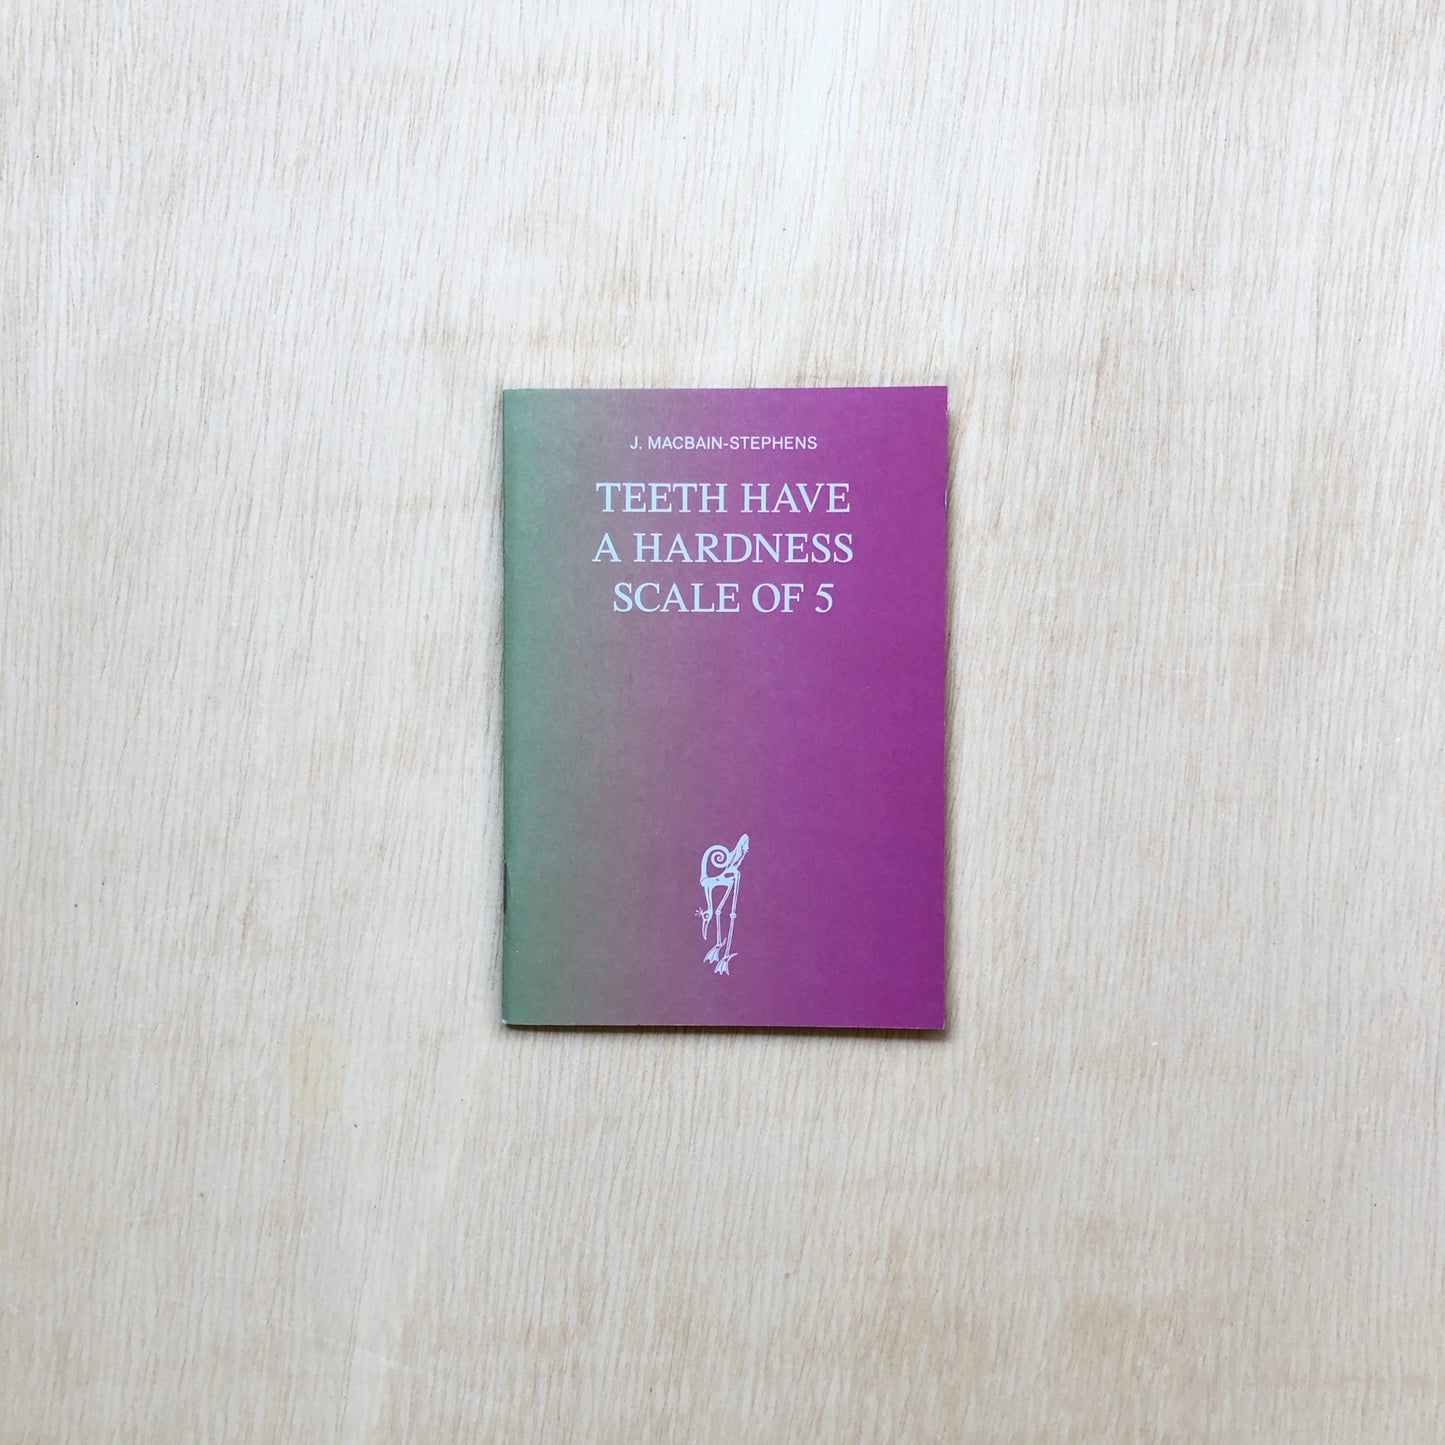 J. MACBAIN-STEPHENS
TEETH HAVE
A HARDNESS
SCALE OF 5